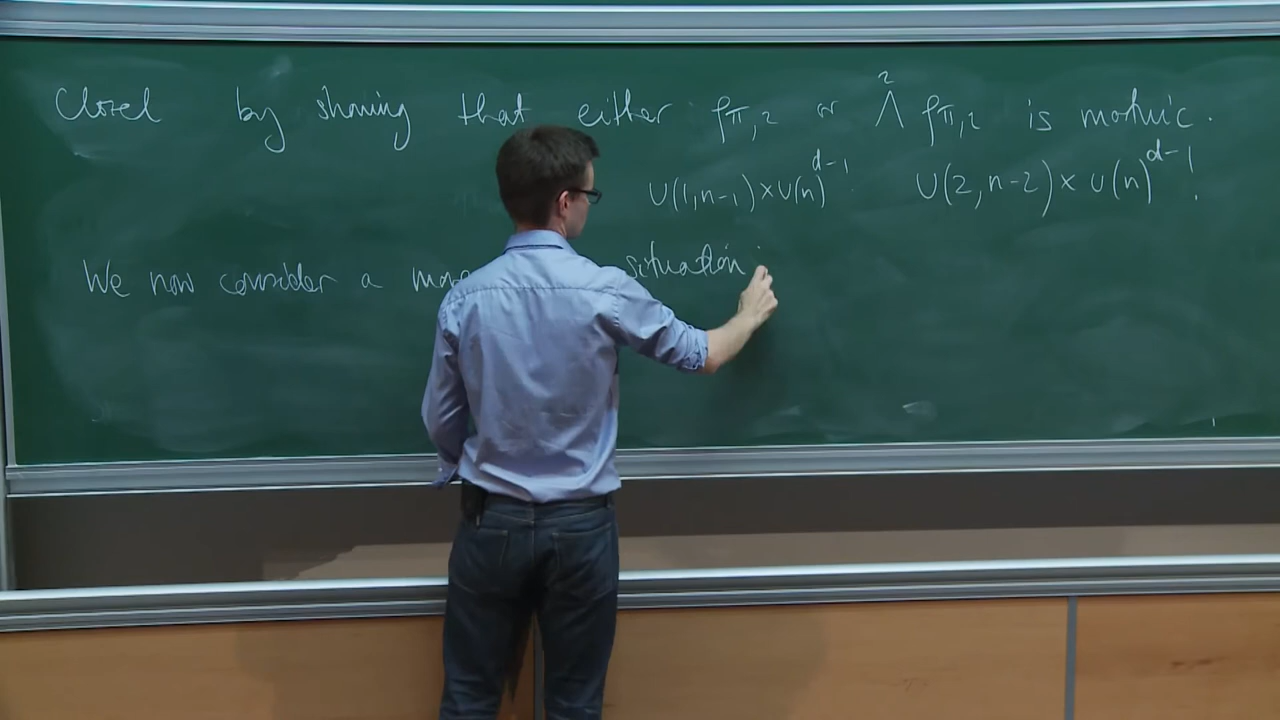 Clozel by showing that either ρπ,2 or Λ² ρπ,2 is motivic.
U(1,n-1)×U(n)^{d-1}. U(2,n-2)×U(n)^{d-1}.
We now consider a situation